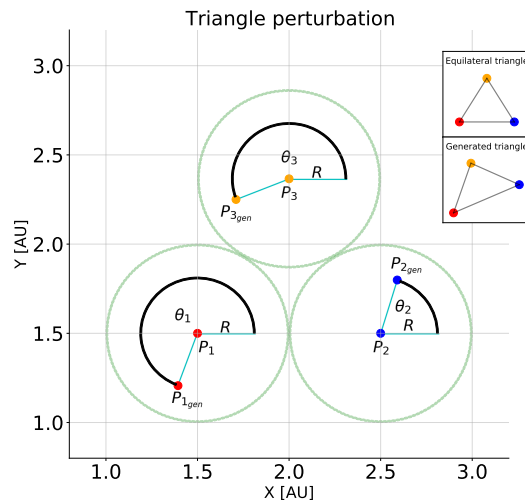 Triangle perturbation
3.0
2.5
2.0
1.5
1.0
Y [AU]
1.0
1.5
2.0
2.5
3.0
X [AU]
θ₃
R
P₃
P₃gen
θ₁
R
P₁
P₁gen
P₂gen
θ₂
R
P₂
Equilateral triangle
Generated triangle